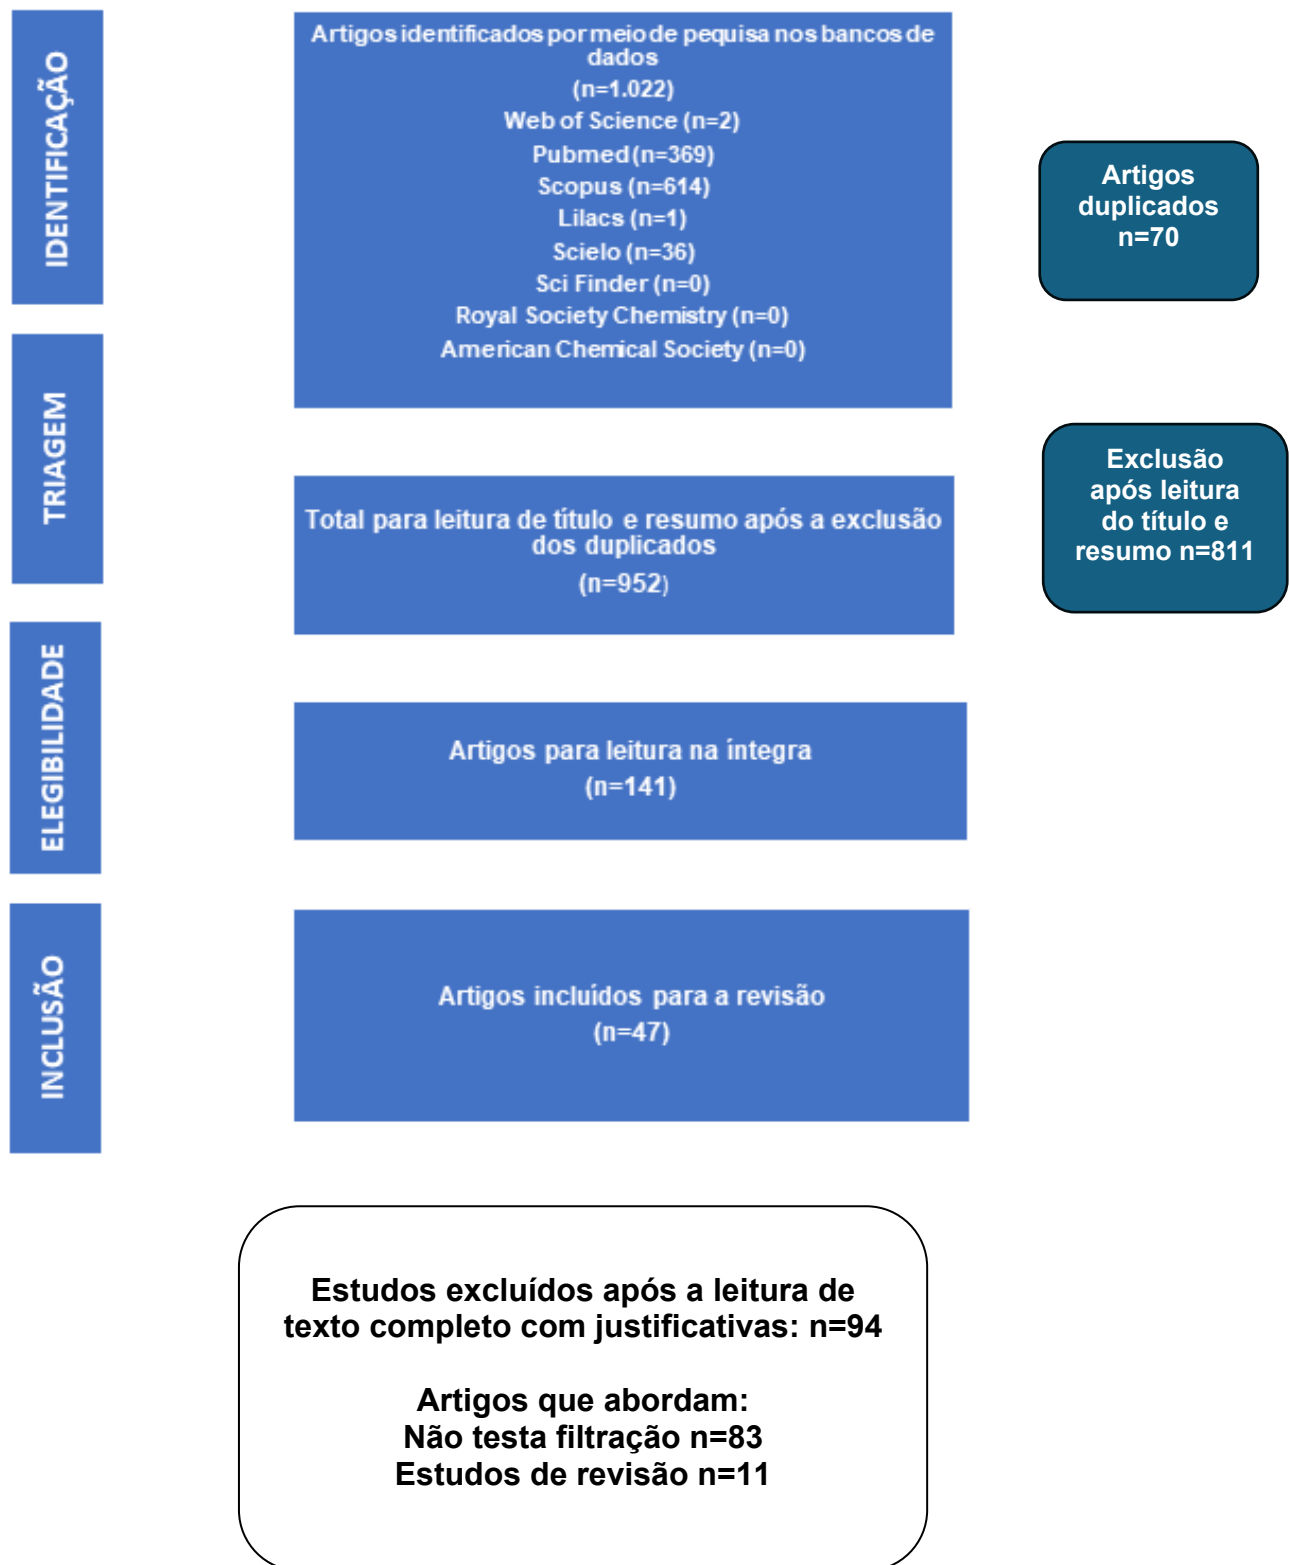 IDENTIFICAÇÃO
Artigos identificados por meio de pequisa nos bancos de
dados
(n=1.022)
Web of Science (n=2)
Pubmed (n=369)
Scopus (n=614)
Lilacs (n=1)
Scielo (n=36)
Sci Finder (n=0)
Royal Society Chemistry (n=0)
American Chemical Society (n=0)
Artigos
duplicados
n=70
TRIAGEM
Total para leitura de título e resumo após a exclusão
dos duplicados
(n=952)
Exclusão
após leitura
do título e
resumo n=811
ELEGIBILIDADE
Artigos para leitura na íntegra
(n=141)
INCLUSÃO
Artigos incluídos para a revisão
(n=47)
Estudos excluídos após a leitura de
texto completo com justificativas: n=94
Artigos que abordam:
Não testa filtração n=83
Estudos de revisão n=11